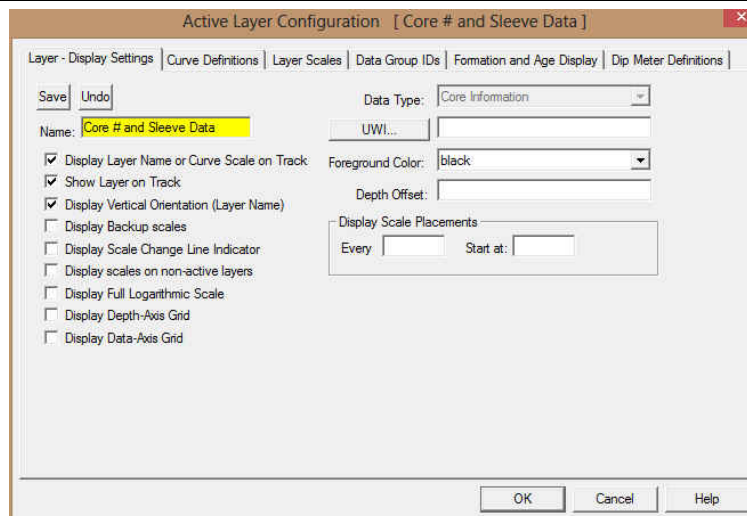 Active Layer Configuration [ Core # and Sleeve Data ]
Layer - Display Settings | Curve Definitions | Layer Scales | Data Group IDs | Formation and Age Display | Dip Meter Definitions
Save Undo
Name: Core # and Sleeve Data
Display Layer Name or Curve Scale on Track
Show Layer on Track
Display Vertical Orientation (Layer Name)
Display Backup scales
Display Scale Change Line Indicator
Display scales on non-active layers
Display Full Logarithmic Scale
Display Depth-Axis Grid
Display Data-Axis Grid
Data Type: Core Information
UWI...
Foreground Color: black
Depth Offset:
Display Scale Placements
Every Start at:
OK Cancel Help